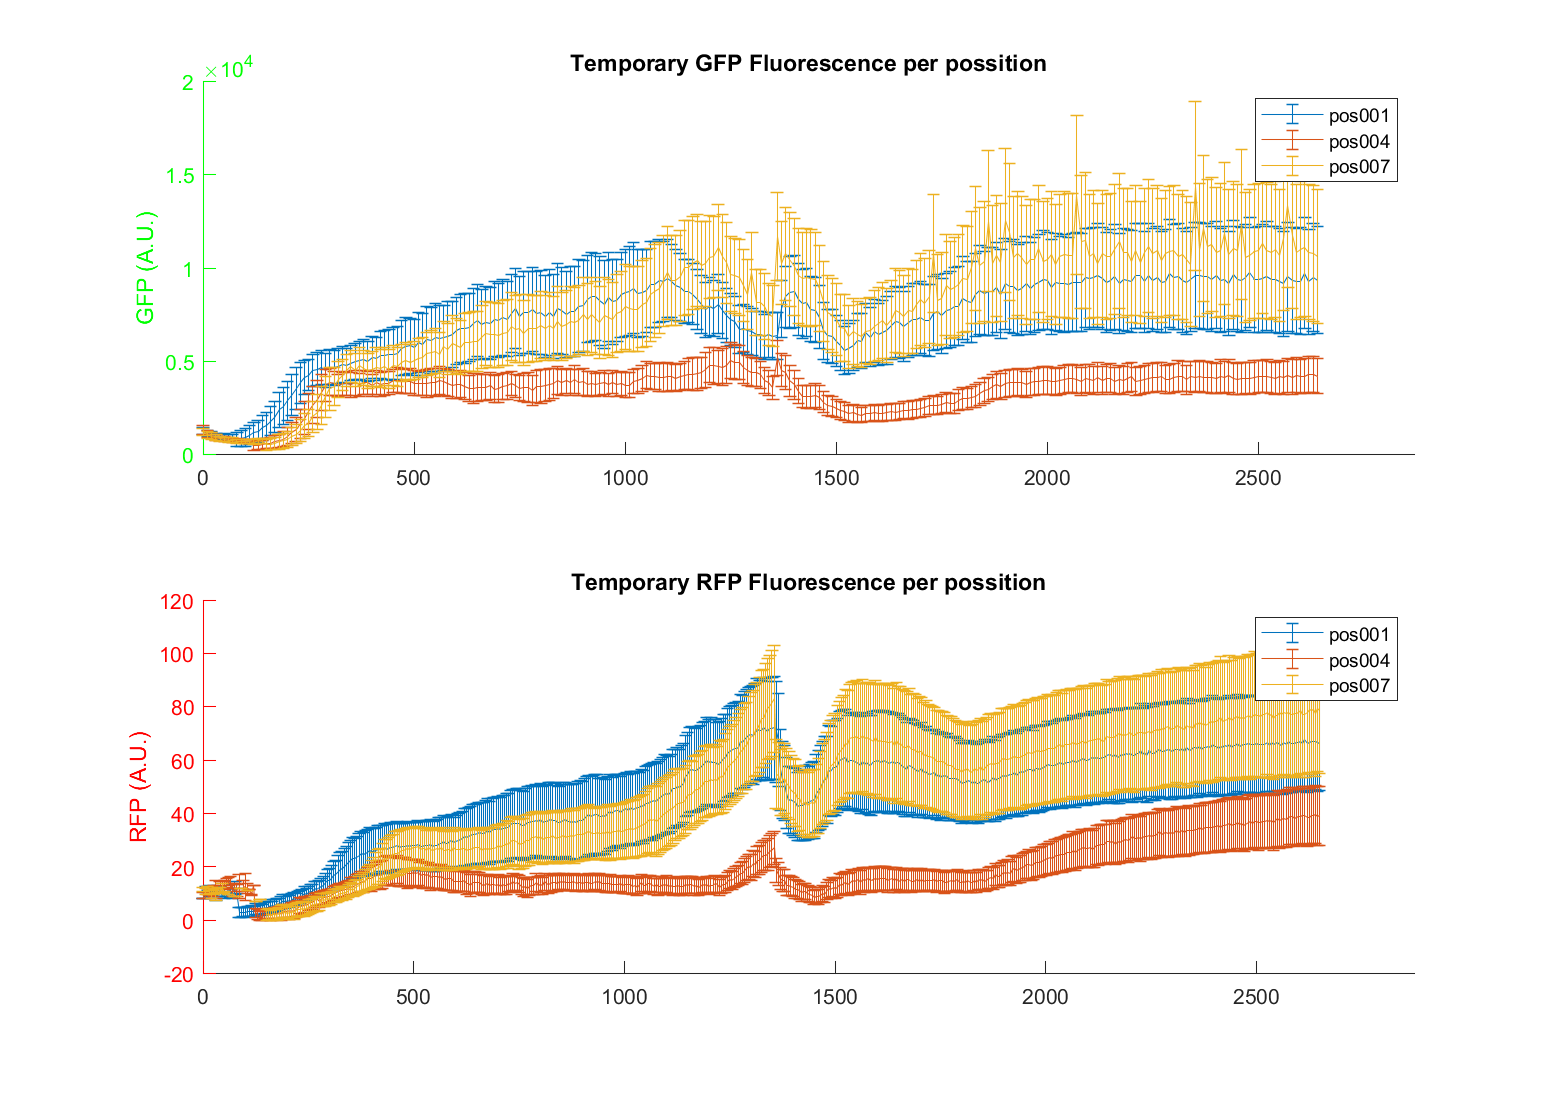 Temporary GFP Fluorescence per possition
×10^4
2
1.5
1
0.5
0
GFP (A.U.)
pos001
pos004
pos007
0 500 1000 1500 2000 2500
Temporary RFP Fluorescence per possition
120
100
80
60
40
20
0
-20
RFP (A.U.)
pos001
pos004
pos007
0 500 1000 1500 2000 2500